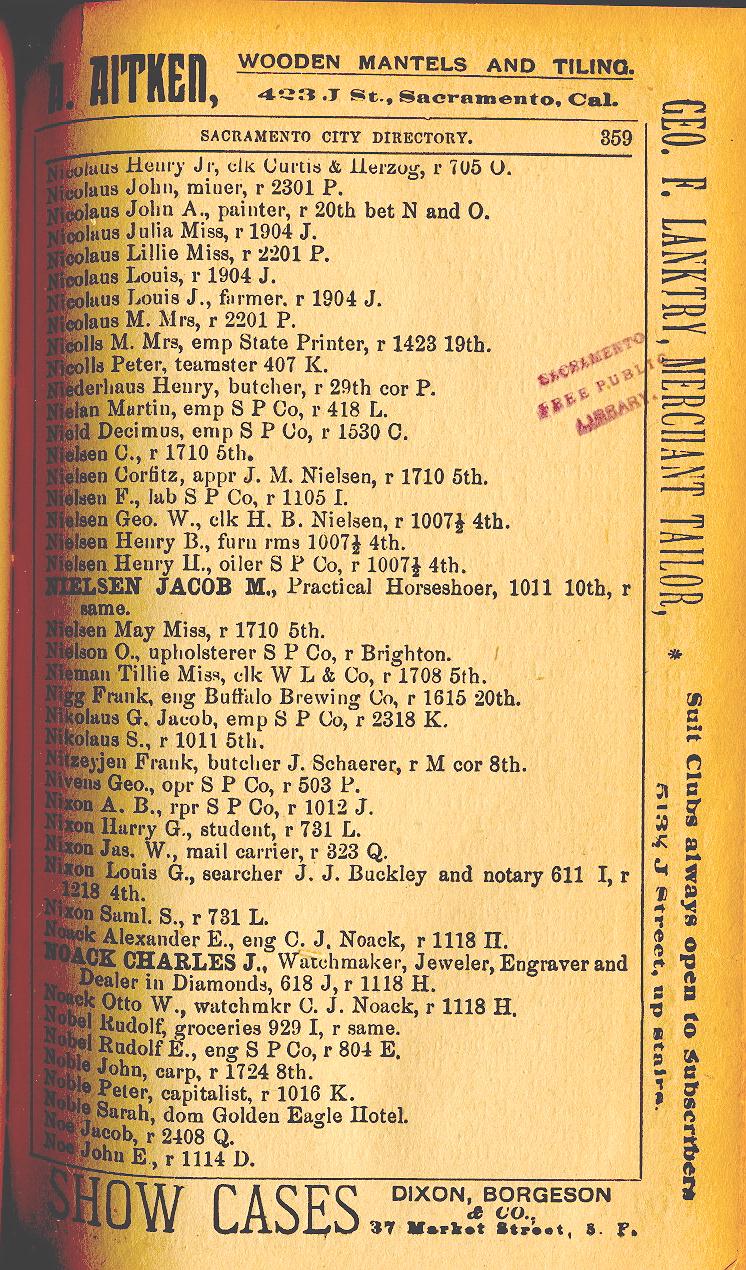 A. AITKEN,
WOODEN MANTELS AND TILING.
423 J St., Sacramento, Cal.
SACRAMENTO CITY DIRECTORY. 359
Nicolaus Henry Jr, clk Curtis & Herzog, r 705 O.
Nicolaus John, miner, r 2301 P.
Nicolaus John A., painter, r 20th bet N and O.
Nicolaus Julia Miss, r 1904 J.
Nicolaus Lillie Miss, r 2201 P.
Nicolaus Louis, r 1904 J.
Nicolaus Louis J., farmer. r 1904 J.
Nicolaus M. Mrs, r 2201 P.
Nicolls M. Mrs, emp State Printer, r 1423 19th.
Nicolls Peter, teamster 407 K.
Niederhaus Henry, butcher, r 29th cor P.
Nielan Martin, emp S P Co, r 418 L.
Nield Decimus, emp S P Co, r 1530 C.
Nielsen C., r 1710 5th.
Nielsen Corfitz, appr J. M. Nielsen, r 1710 5th.
Nielsen F., lab S P Co, r 1105 I.
Nielsen Geo. W., clk H. B. Nielsen, r 1007½ 4th.
Nielsen Henry B., furn rms 1007½ 4th.
Nielsen Henry H., oiler S P Co, r 1007½ 4th.
NIELSEN JACOB M., Practical Horseshoer, 1011 10th, r
same.
Nielsen May Miss, r 1710 5th.
Nielson O., upholsterer S P Co, r Brighton.
Nieman Tillie Miss, clk W L & Co, r 1708 5th.
Nigg Frank, eng Buffalo Brewing Co, r 1615 20th.
Nikolaus G. Jacob, emp S P Co, r 2318 K.
Nikolaus S., r 1011 5th.
Nitzeyjen Frank, butcher J. Schaerer, r M cor 8th.
Nivens Geo., opr S P Co, r 503 P.
Nixon A. B., rpr S P Co, r 1012 J.
Nixon Harry G., student, r 731 L.
Nixon Jas. W., mail carrier, r 323 Q.
Nixon Louis G., searcher J. J. Buckley and notary 611 I, r
1218 4th.
Nixon Saml. S., r 731 L.
Noack Alexander E., eng C. J. Noack, r 1118 H.
NOACK CHARLES J., Watchmaker, Jeweler, Engraver and
Dealer in Diamonds, 618 J, r 1118 H.
Noack Otto W., watchmkr C. J. Noack, r 1118 H.
Nobel Rudolf, groceries 929 I, r same.
Nobel Rudolf E., eng S P Co, r 804 E.
Noble John, carp, r 1724 8th.
Noble Peter, capitalist, r 1016 K.
Noble Sarah, dom Golden Eagle Hotel.
Noe Jacob, r 2408 Q.
Noe John E., r 1114 D.
SACRAMENTO
FREE PUBLIC
LIBRARY.
GEO. F. LANKTRY, MERCHANT TAILOR, *
Suit Clubs always open to Subscribers
513½ J Street, up stairs.
SHOW CASES
DIXON, BORGESON
& CO.,
37 Market Street, S. F.